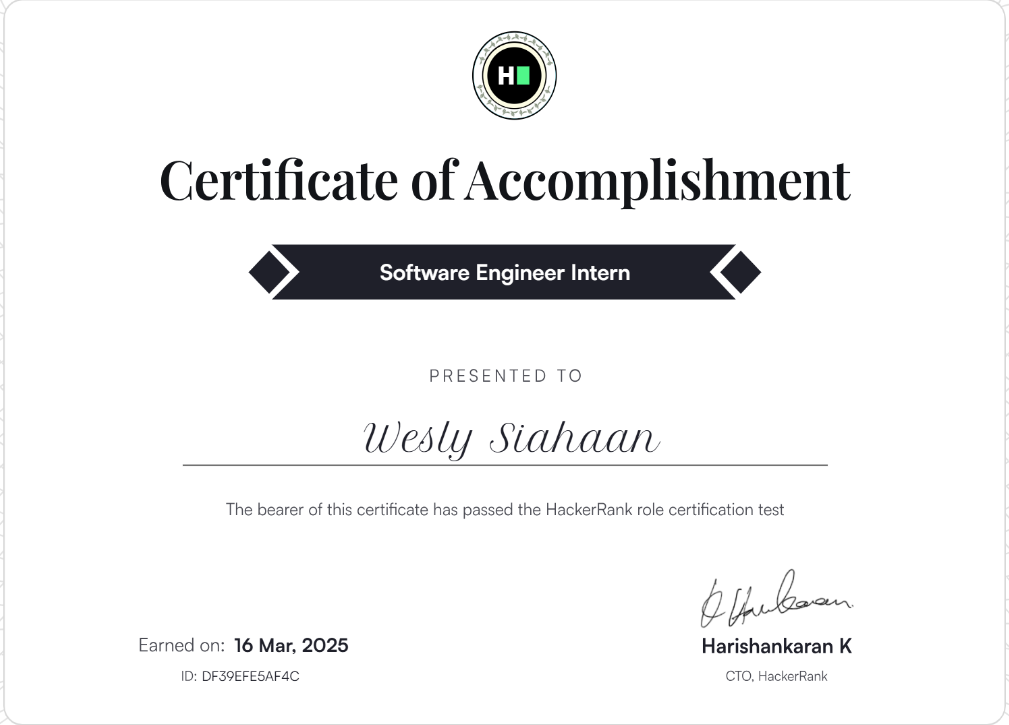 H
Certificate of Accomplishment
Software Engineer Intern
PRESENTED TO
Wesly Siahaan
The bearer of this certificate has passed the HackerRank role certification test
Earned on: 16 Mar, 2025
ID: DF39EFE5AF4C
Harishankaran K
CTO, HackerRank